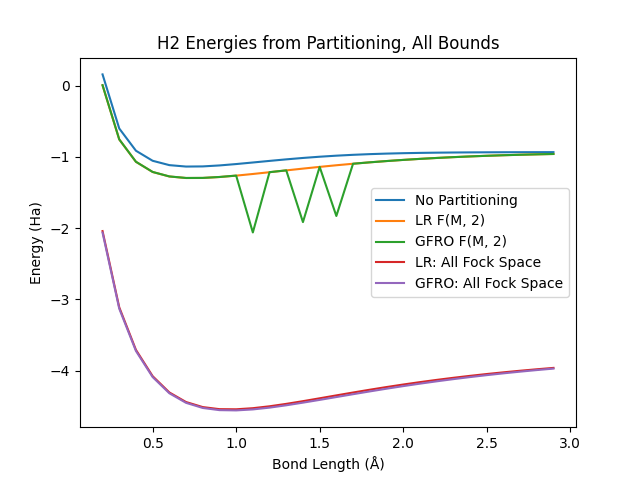 H2 Energies from Partitioning, All Bounds
Energy (Ha)
0
−1
−2
−3
−4
No Partitioning
LR F(M, 2)
GFRO F(M, 2)
LR: All Fock Space
GFRO: All Fock Space
0.5 1.0 1.5 2.0 2.5 3.0
Bond Length (Å)